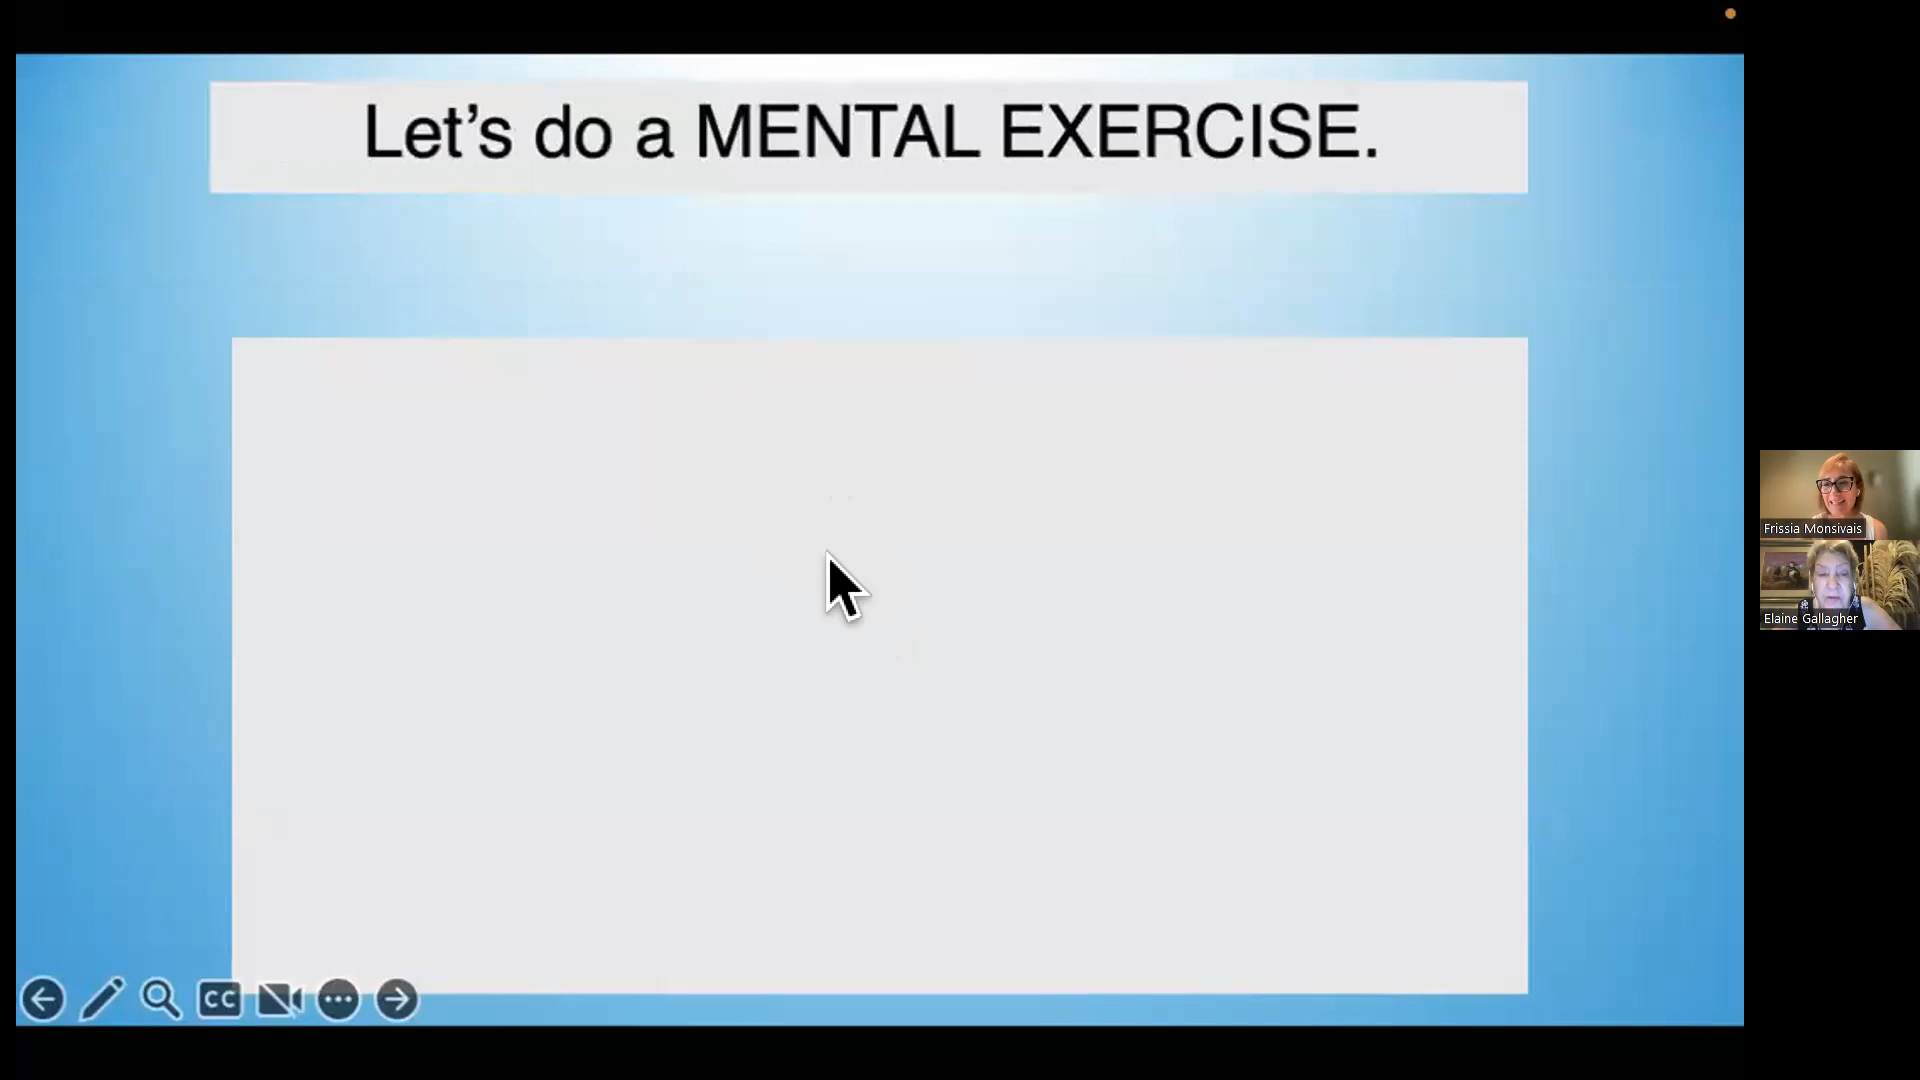 Let’s do a MENTAL EXERCISE.
Frissia Monsivais
Elaine Gallagher
CC